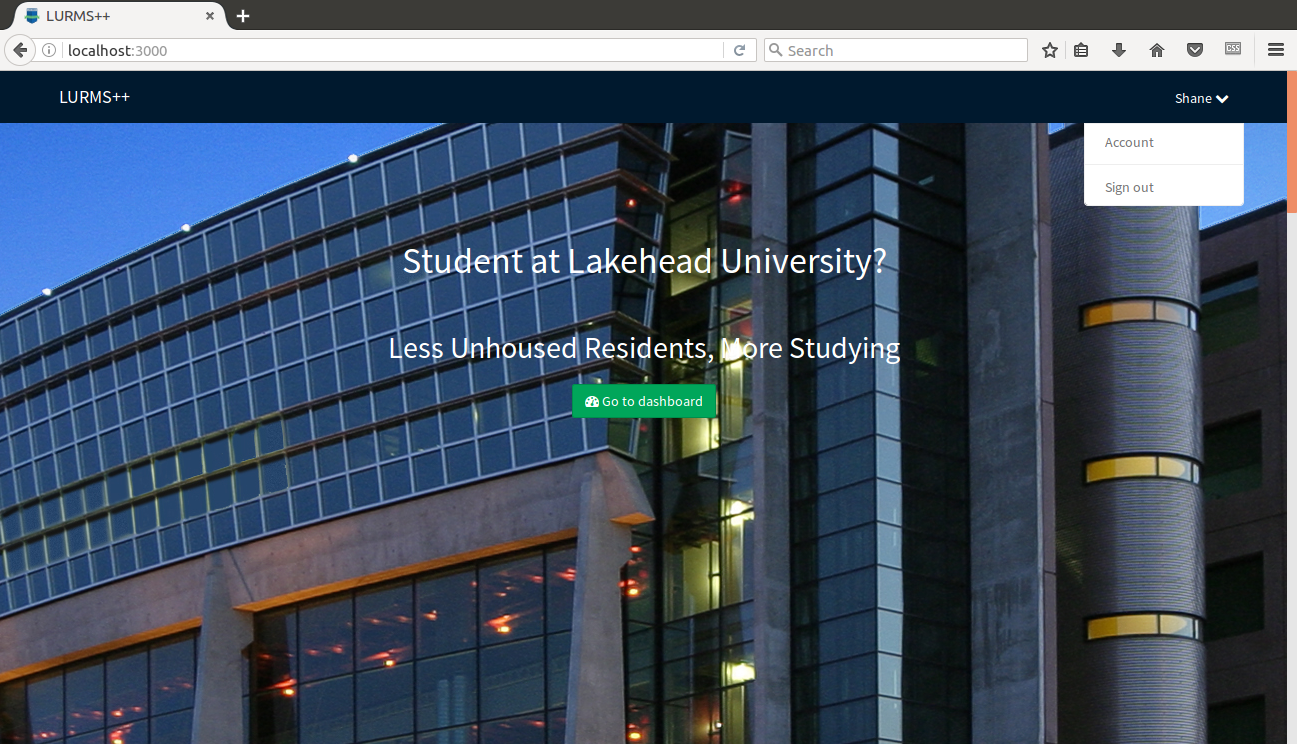 LURMS++
localhost:3000
Search
CSS
LURMS++
Shane
Account
Sign out
Student at Lakehead University?
Less Unhoused Residents, More Studying
Go to dashboard